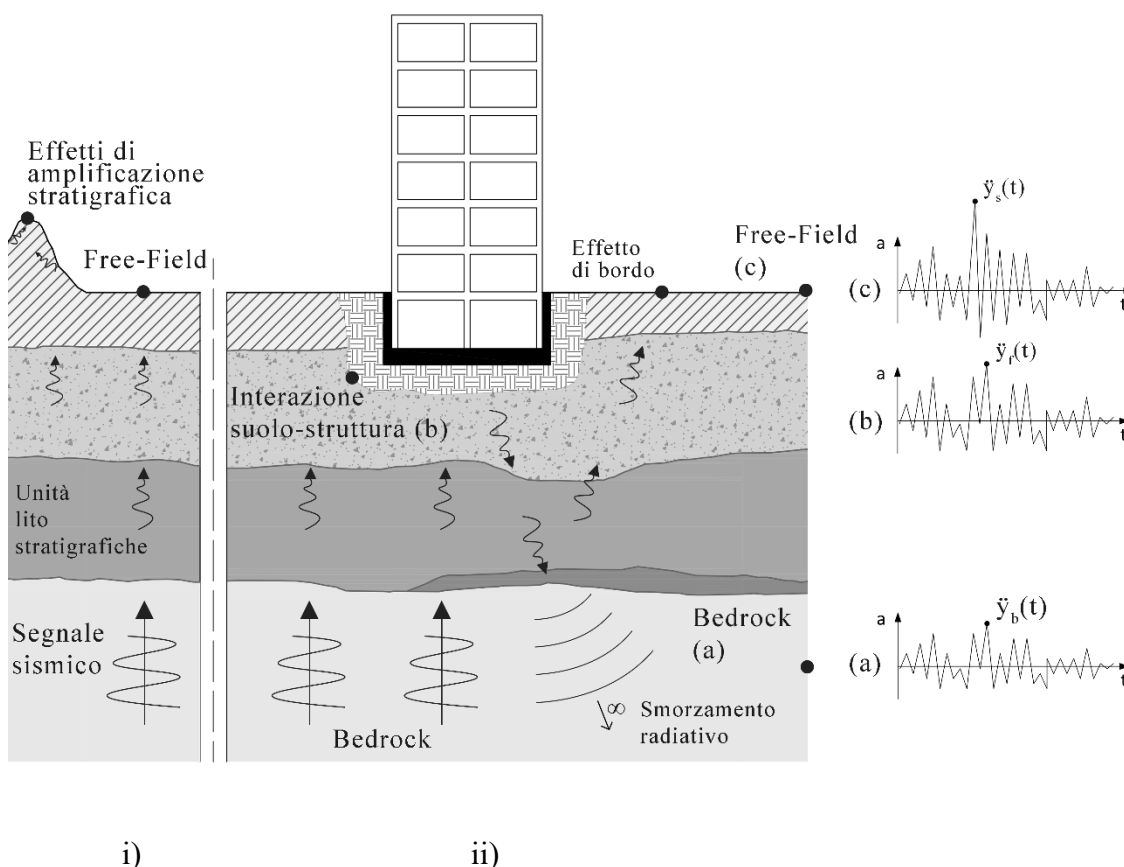 Effetti di
amplificazione
stratigrafica
Free-Field
Effetto
di bordo
Free-Field
(c)
Interazione
suolo-struttura (b)
Unità
lito
stratigrafiche
Segnale
sismico
Bedrock
(a)
Bedrock
∞ Smorzamento
radiativo
ÿs(t)
a
(c)
t
ÿf(t)
a
(b)
t
ÿb(t)
a
(a)
t
i)
ii)